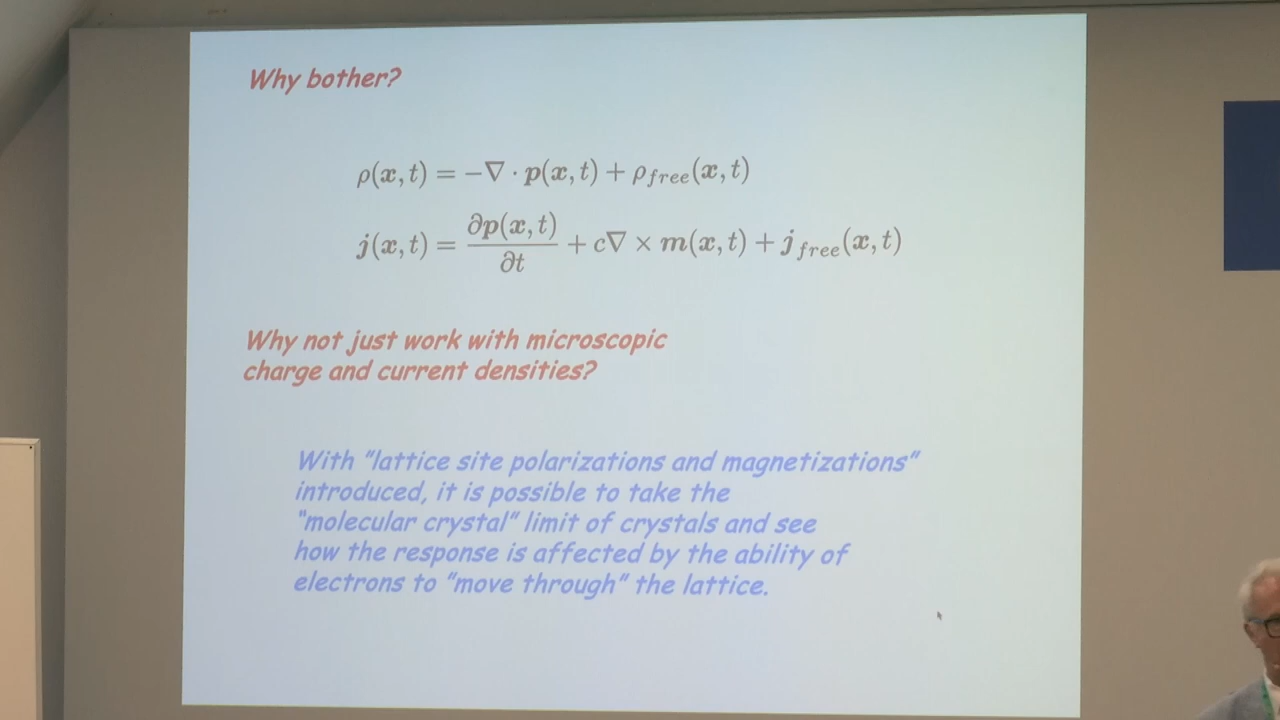 Why bother?
ρ(x,t) = −∇ · p(x,t) + ρ_free(x,t)
j(x,t) = ∂p(x,t)/∂t + c∇ × m(x,t) + j_free(x,t)
Why not just work with microscopic
charge and current densities?
With "lattice site polarizations and magnetizations"
introduced, it is possible to take the
"molecular crystal" limit of crystals and see
how the response is affected by the ability of
electrons to "move through" the lattice.